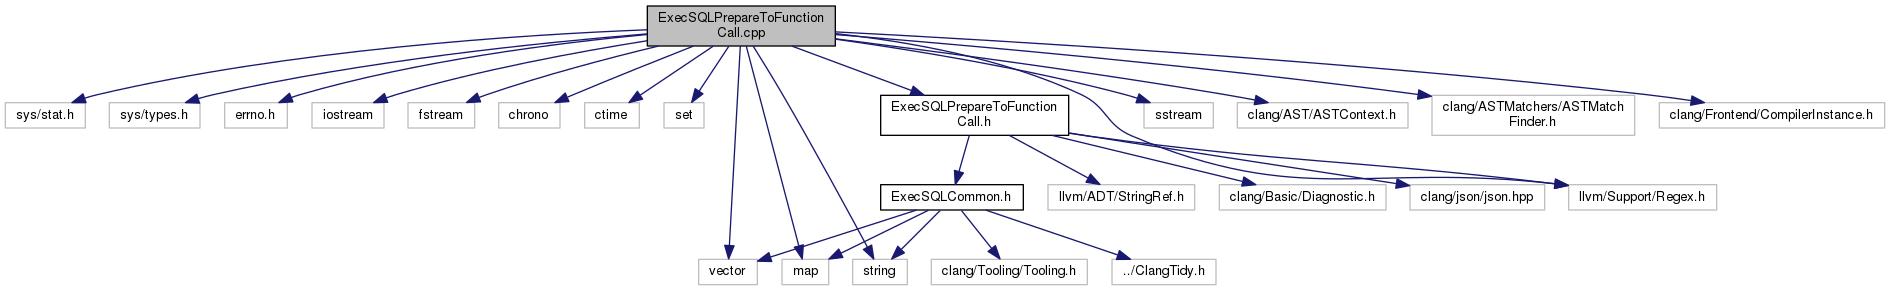 ExecSQLPrepareToFunction
Call.cpp
sys/stat.h
sys/types.h
errno.h
iostream
fstream
chrono
ctime
set
ExecSQLPrepareToFunction
Call.h
sstream
clang/AST/ASTContext.h
clang/ASTMatchers/ASTMatch
Finder.h
clang/Frontend/CompilerInstance.h
ExecSQLCommon.h
llvm/ADT/StringRef.h
clang/Basic/Diagnostic.h
clang/json/json.hpp
llvm/Support/Regex.h
vector
map
string
clang/Tooling/Tooling.h
../ClangTidy.h